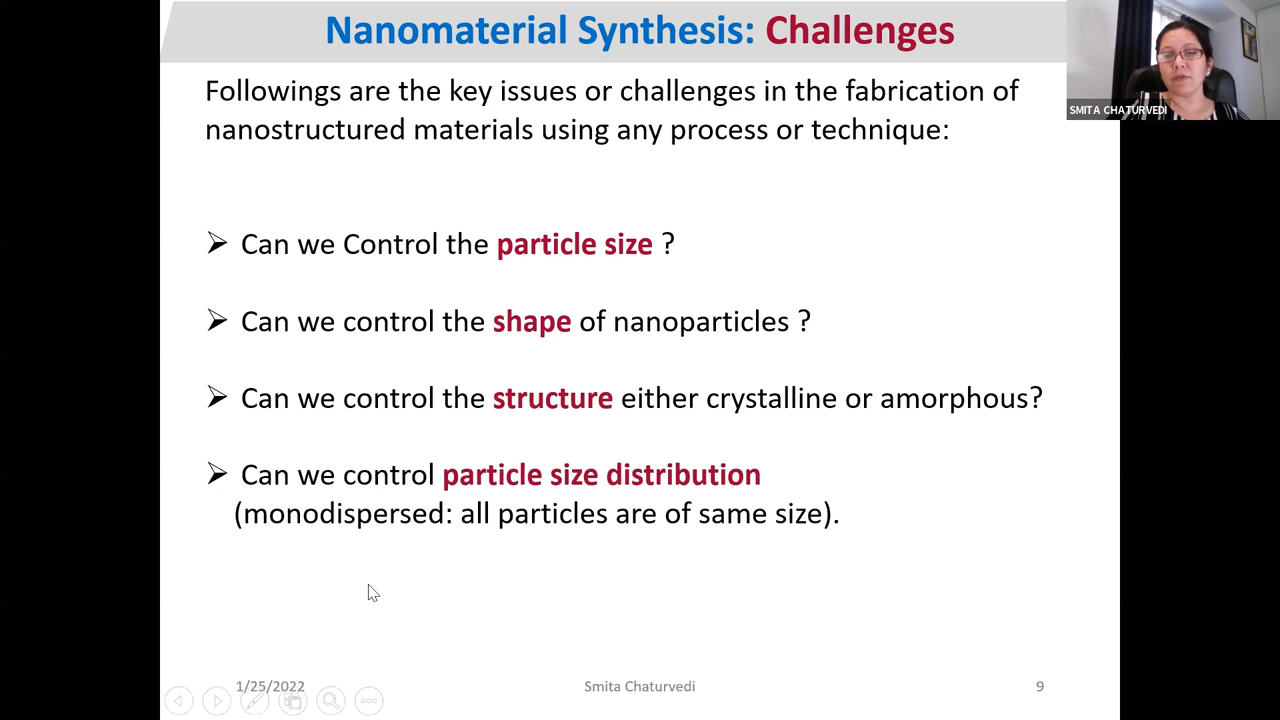 Nanomaterial Synthesis: Challenges
SMITA CHATURVEDI
Followings are the key issues or challenges in the fabrication of
nanostructured materials using any process or technique:
➢ Can we Control the particle size ?
➢ Can we control the shape of nanoparticles ?
➢ Can we control the structure either crystalline or amorphous?
➢ Can we control particle size distribution
(monodispersed: all particles are of same size).
1/25/2022
Smita Chaturvedi
9